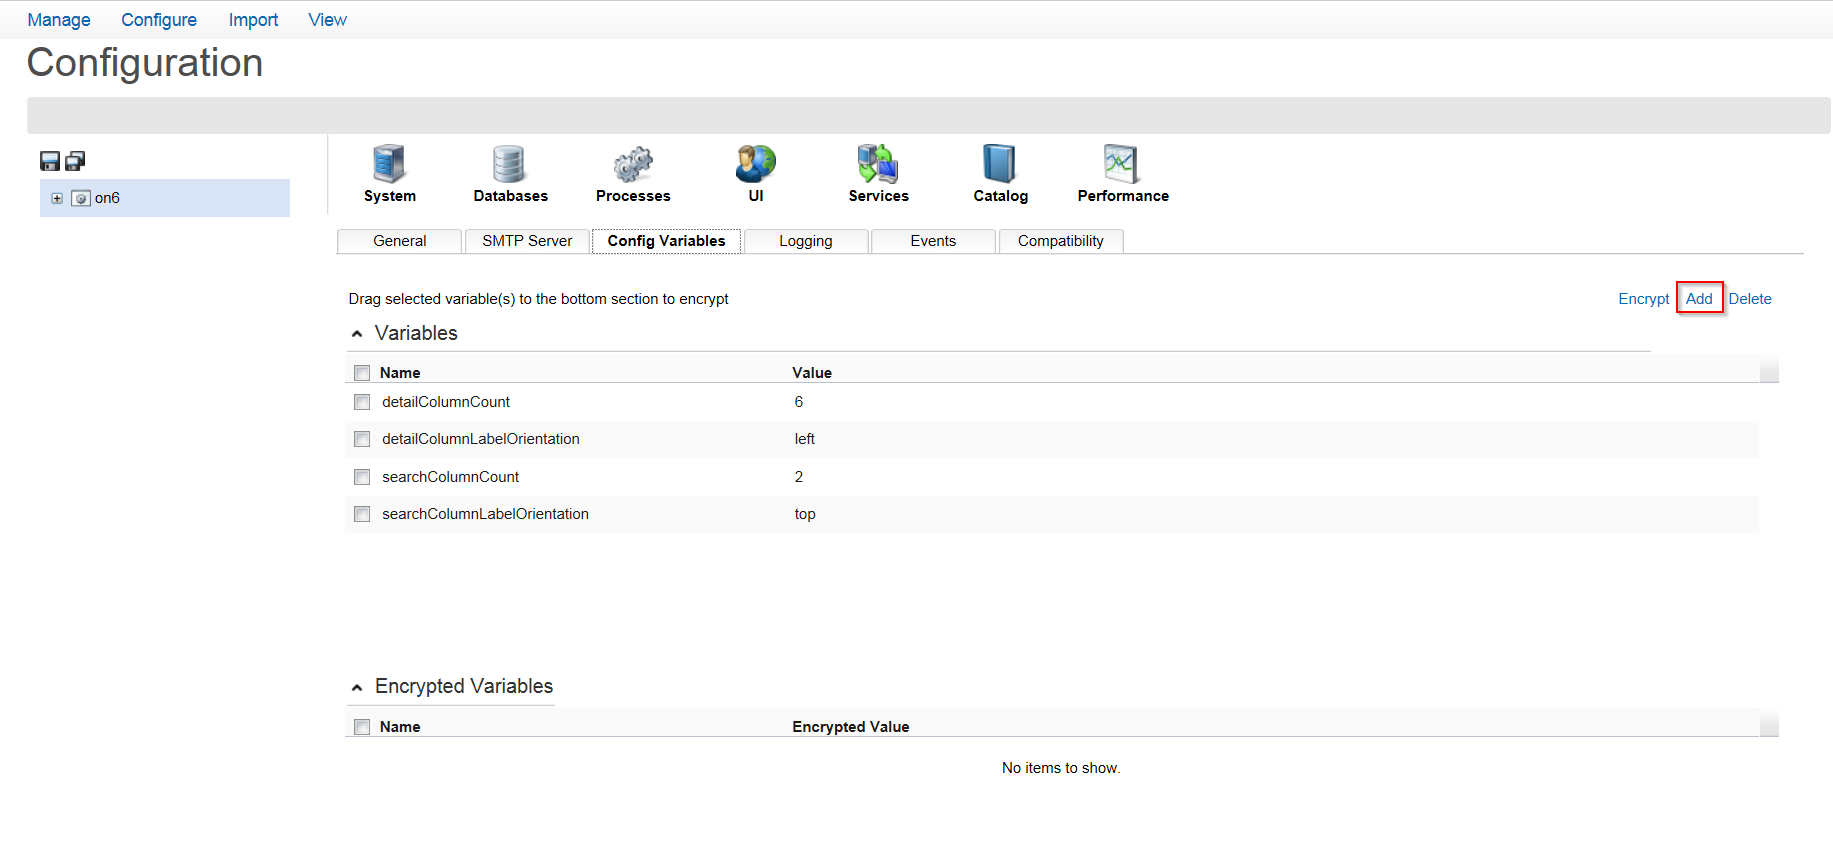 Manage Configure Import View
Configuration
System Databases Processes UI Services Catalog Performance
on6
General SMTP Server Config Variables Logging Events Compatibility
Drag selected variable(s) to the bottom section to encrypt Encrypt Add Delete
Variables
Name Value
detailColumnCount 6
detailColumnLabelOrientation left
searchColumnCount 2
searchColumnLabelOrientation top
Encrypted Variables
Name Encrypted Value
No items to show.